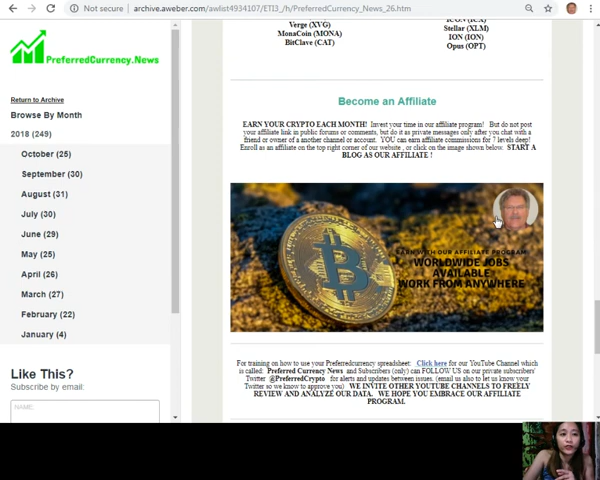 Not secure | archive.aweber.com/awlist4934107/ETI3_/h/PreferredCurrency_News_26.htm
PreferredCurrency.News
Return to Archive
Browse By Month
2018 (249)
October (25)
September (30)
August (31)
July (30)
June (29)
May (25)
April (26)
March (27)
February (22)
January (4)
Like This?
Subscribe by email:
NAME:
Verge (XVG)
MonaCoin (MONA)
BitClave (CAT)
ICON (ICX)
Stellar (XLM)
ION (ION)
Opus (OPT)
Become an Affiliate
EARN YOUR CRYPTO EACH MONTH! Invest your time in our affiliate program! But do not post
your affiliate link in public forums or comments, but do it as private messages only after you chat with a
friend or owner of a another channel or account. YOU can earn affiliate commissions for 7 levels deep!
Enroll as an affiliate on the top right corner of our website , or click on the image shown below. START A
BLOG AS OUR AFFILIATE !
EARN WITH OUR AFFILIATE PROGRAM
WORLDWIDE JOBS
AVAILABLE
WORK FROM ANYWHERE
For training on how to use your Preferredcurrency spreadsheet: Click here for our YouTube Channel which
is called: Preferred Currency News and Subscribers (only) can FOLLOW US on our private subscribers'
Twitter @PreferredCrypto for alerts and updates between issues. (email us also to let us know your
Twitter so we know to approve you) WE INVITE OTHER YOUTUBE CHANNELS TO FREELY
REVIEW AND ANALYZE OUR DATA. WE HOPE YOU EMBRACE OUR AFFILIATE
PROGRAM.